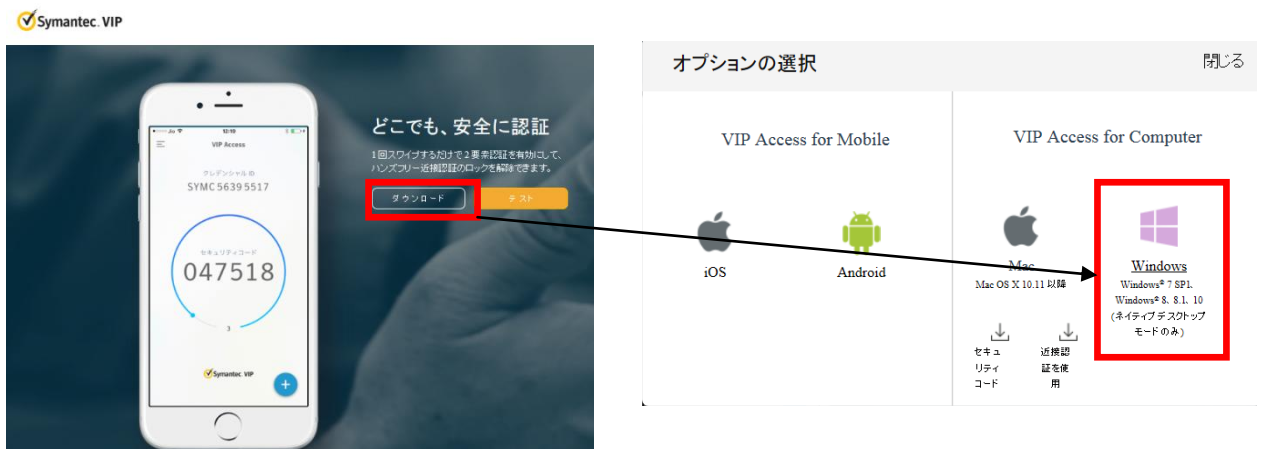 Symantec. VIP
12:10
VIP Access
クレデンシャル ID
SYMC 5639 5517
セキュリティコード
047518
3
Symantec. VIP
+
どこでも、安全に認証
1回スワイプするだけで2要素認証を有効にして、
ハンズフリー近接認証のロックを解除できます。
ダウンロード
テスト
オプションの選択
閉じる
VIP Access for Mobile
iOS
Android
VIP Access for Computer
Mac
Mac OS X 10.11 以降
セキュ
リティ
コード
近接認
証を使
用
Windows
Windows® 7 SP1、
Windows® 8、8.1、10
(ネイティブ デスクトップ
モードのみ)